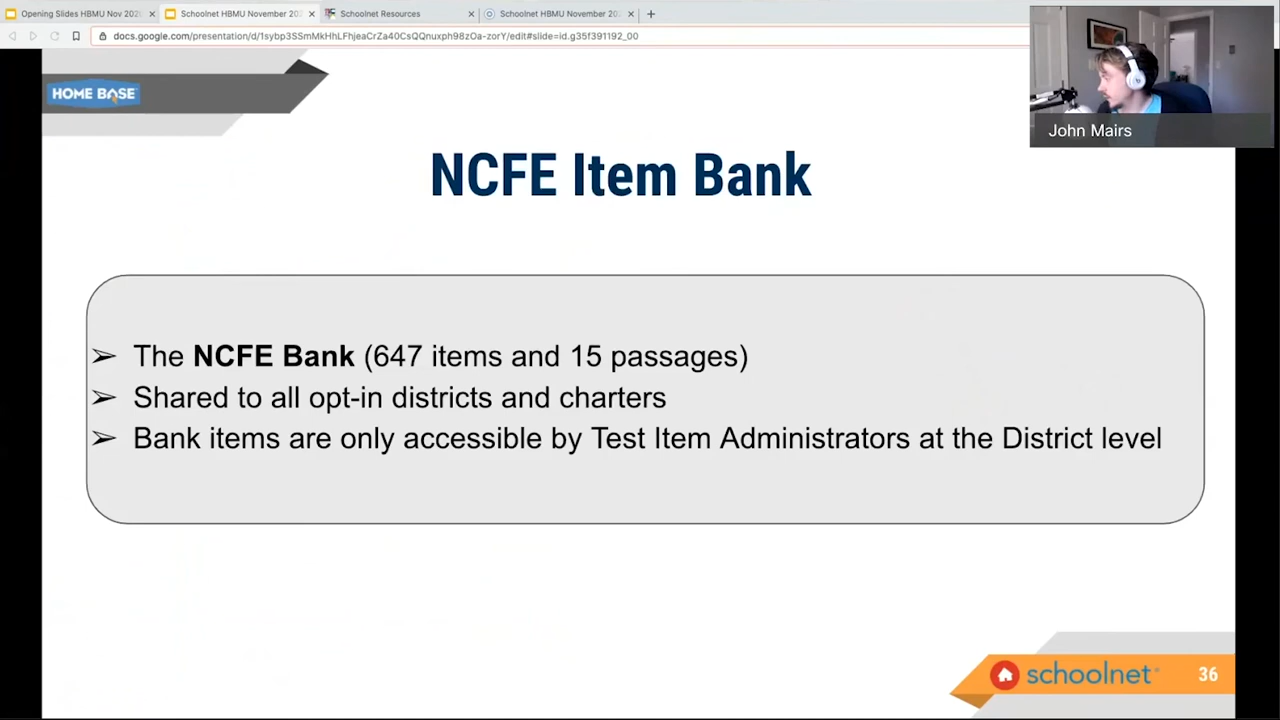 Opening Slides HBMU Nov 202
Schoolnet HBMU November 202
Schoolnet Resources
Schoolnet HBMU November 20
docs.google.com/presentation/d/1sybp3SSmMkHhLFhjeaCrZa40CsQQnuxph98zOa-zorY/edit#slide=id.g35f391192_00
John Mairs
HOME BASE
NCFE Item Bank
➢ The NCFE Bank (647 items and 15 passages)
➢ Shared to all opt-in districts and charters
➢ Bank items are only accessible by Test Item Administrators at the District level
schoolnet
36